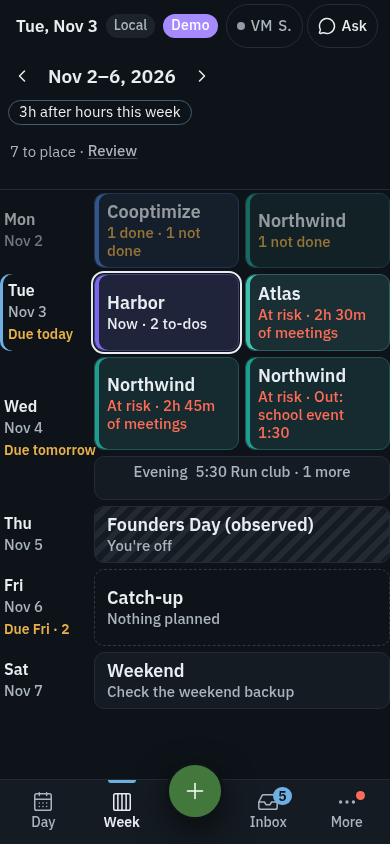 Tue, Nov 3 Local Demo VM S. Ask
Nov 2–6, 2026
3h after hours this week
7 to place · Review
Mon
Nov 2
Cooptimize
1 done · 1 not
done
Northwind
1 not done
Tue
Nov 3
Due today
Harbor
Now · 2 to-dos
Atlas
At risk · 2h 30m
of meetings
Wed
Nov 4
Due tomorrow
Northwind
At risk · 2h 45m
of meetings
Northwind
At risk · Out:
school event
1:30
Evening 5:30 Run club · 1 more
Thu
Nov 5
Founders Day (observed)
You're off
Fri
Nov 6
Due Fri · 2
Catch-up
Nothing planned
Sat
Nov 7
Weekend
Check the weekend backup
5
Day Week Inbox More